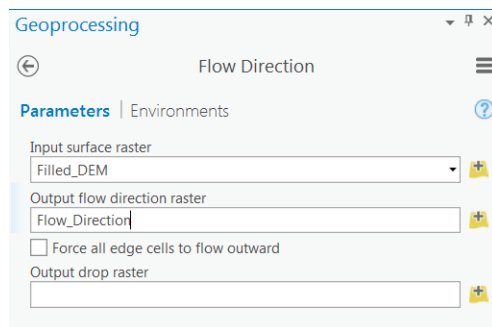 Geoprocessing
Flow Direction
Parameters | Environments
Input surface raster
Filled_DEM
Output flow direction raster
Flow_Direction
Force all edge cells to flow outward
Output drop raster